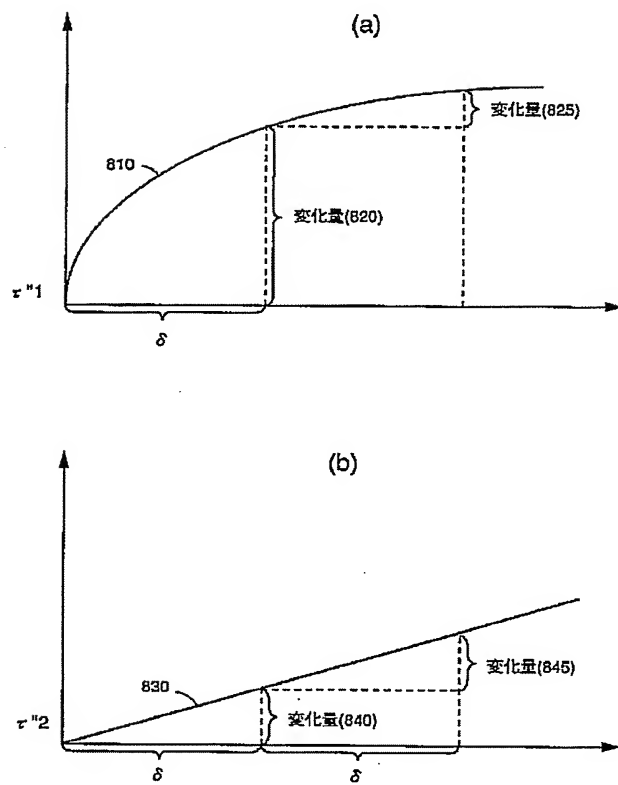 (a)
変化量(825)
810
変化量(820)
τ"1
δ
(b)
変化量(845)
830
変化量(840)
τ"2
δ
δ